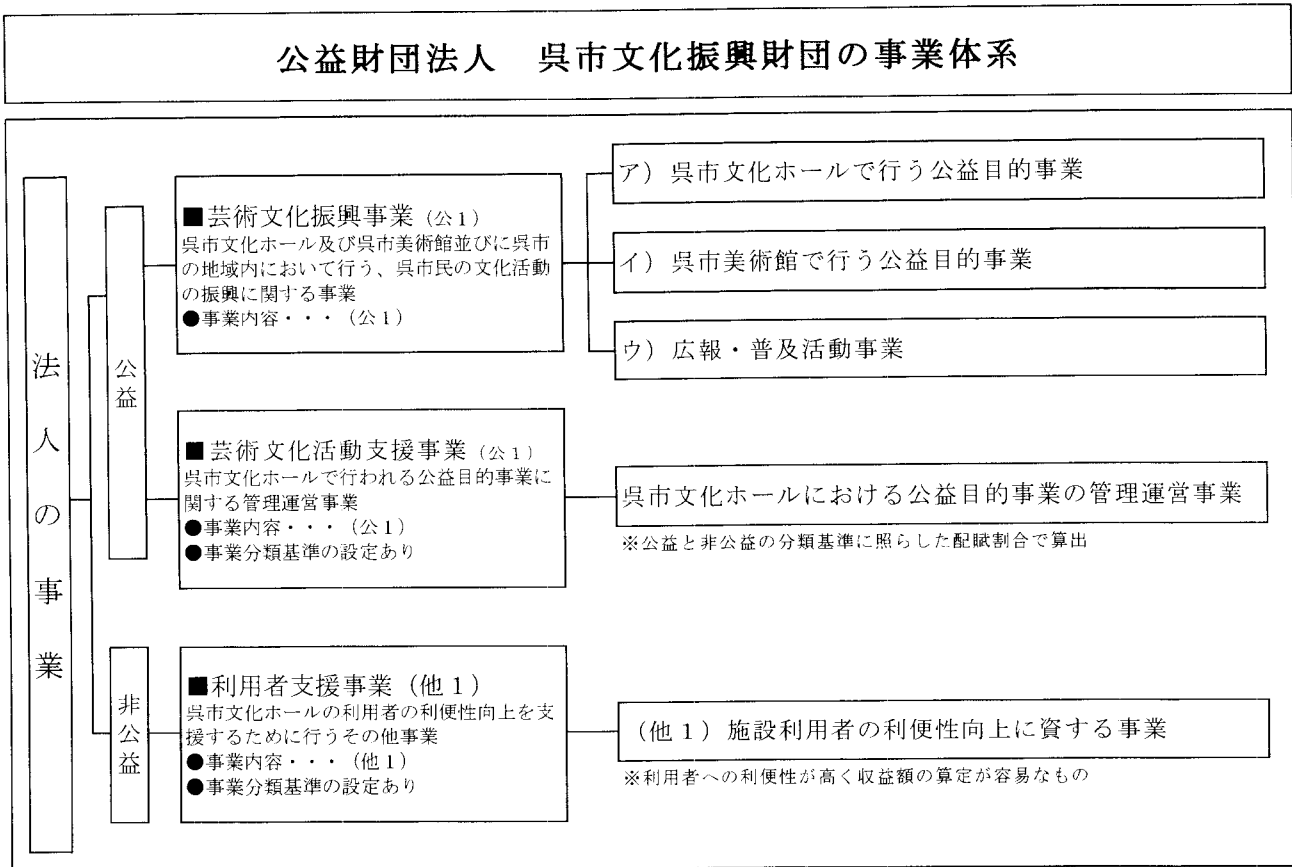 公益財団法人　呉市文化振興財団の事業体系
法人の事業
公益
■芸術文化振興事業（公１）
呉市文化ホール及び呉市美術館並びに呉市
の地域内において行う、呉市民の文化活動
の振興に関する事業
●事業内容・・・（公１）
ア）呉市文化ホールで行う公益目的事業
イ）呉市美術館で行う公益目的事業
ウ）広報・普及活動事業
■芸術文化活動支援事業（公１）
呉市文化ホールで行われる公益目的事業に
関する管理運営事業
●事業内容・・・（公１）
●事業分類基準の設定あり
呉市文化ホールにおける公益目的事業の管理運営事業
※公益と非公益の分類基準に照らした配賦割合で算出
非公益
■利用者支援事業（他１）
呉市文化ホールの利用者の利便性向上を支
援するために行うその他事業
●事業内容・・・（他１）
●事業分類基準の設定あり
（他１）施設利用者の利便性向上に資する事業
※利用者への利便性が高く収益額の算定が容易なもの